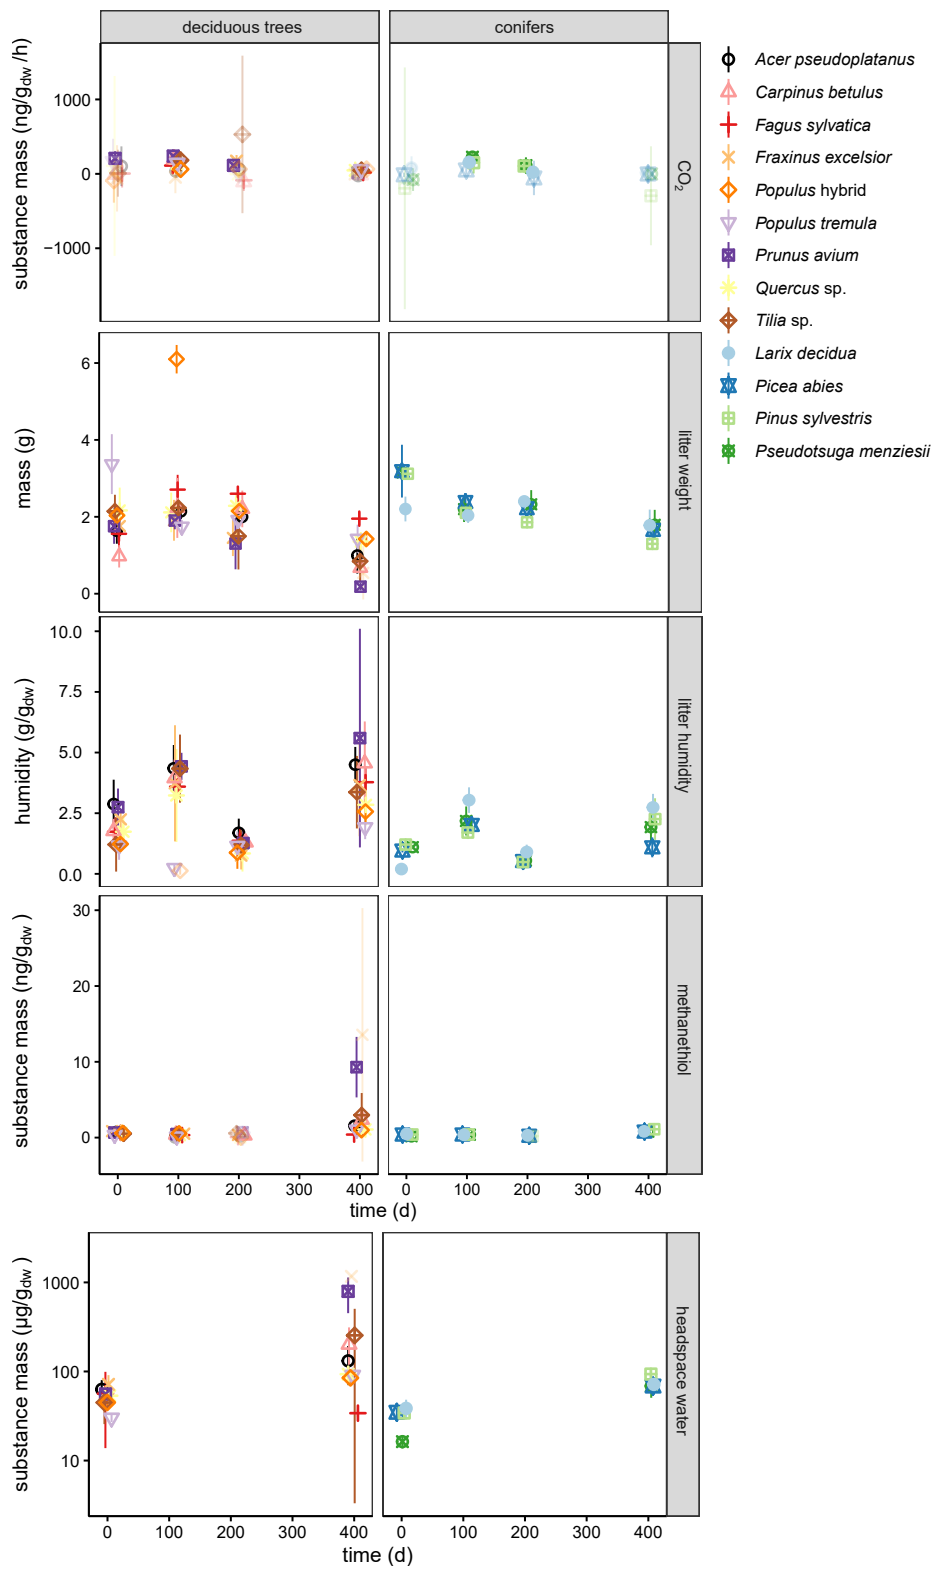 deciduous trees
conifers
substance mass (ng/gdw /h)
1000
0
−1000
CO2
Acer pseudoplatanus
Carpinus betulus
Fagus sylvatica
Fraxinus excelsior
Populus hybrid
Populus tremula
Prunus avium
Quercus sp.
Tilia sp.
Larix decidua
Picea abies
Pinus sylvestris
Pseudotsuga menziesii
mass (g)
6
4
2
0
litter weight
humidity (g/gdw)
10.0
7.5
5.0
2.5
0.0
litter humidity
substance mass (ng/gdw )
30
20
10
0
methanethiol
0 100 200 300 400
0 100 200 300 400
time (d)
substance mass (µg/gdw )
1000
100
10
headspace water
0 100 200 300 400
0 100 200 300 400
time (d)